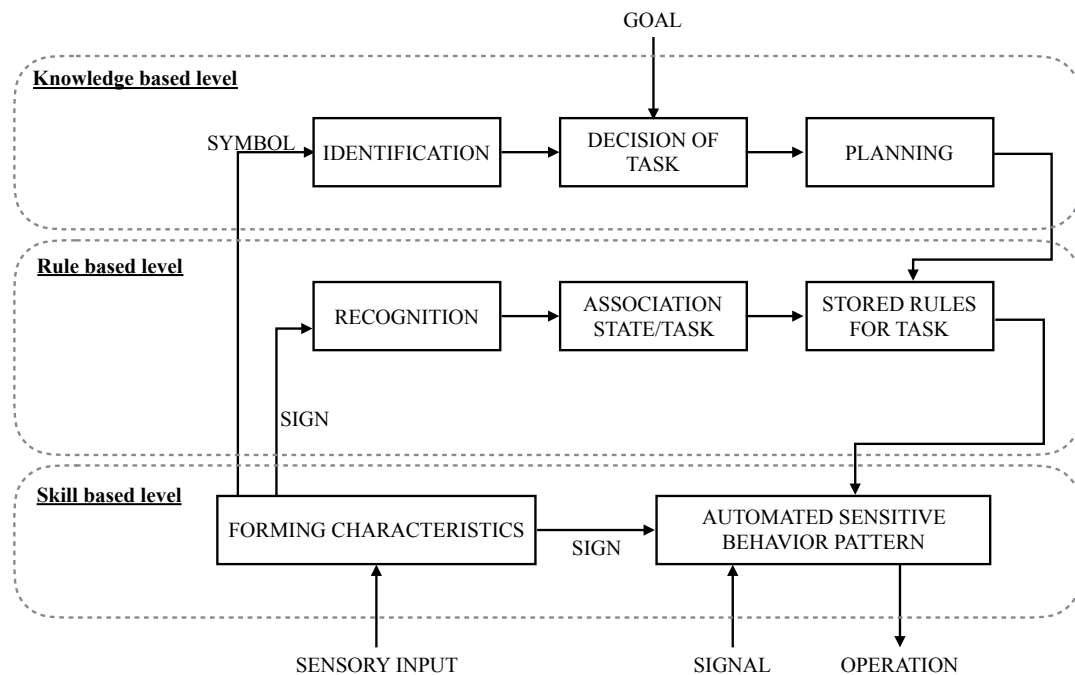 GOAL
Knowledge based level
SYMBOL
IDENTIFICATION
DECISION OF
TASK
PLANNING
Rule based level
RECOGNITION
ASSOCIATION
STATE/TASK
STORED RULES
FOR TASK
SIGN
Skill based level
FORMING CHARACTERISTICS
SIGN
AUTOMATED SENSITIVE
BEHAVIOR PATTERN
SENSORY INPUT
SIGNAL
OPERATION